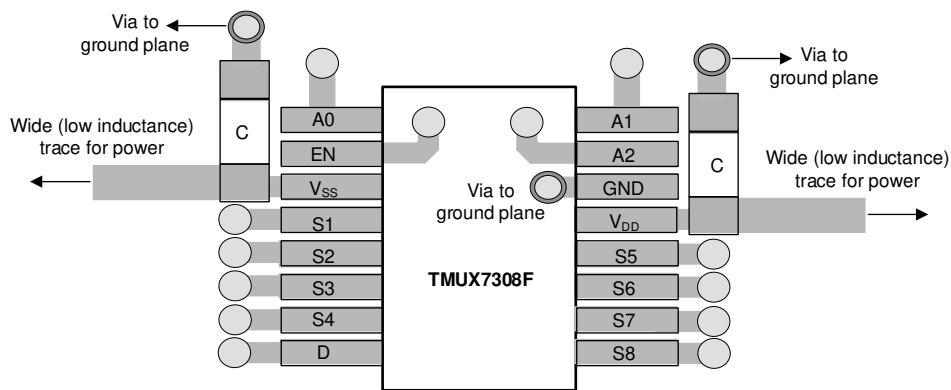 Via to
ground plane
Via to
ground plane
Wide (low inductance)
trace for power
C
A0
EN
V_SS
S1
S2
S3
S4
D
Via to
ground plane
TMUX7308F
A1
A2
GND
V_DD
S5
S6
S7
S8
C
Wide (low inductance)
trace for power